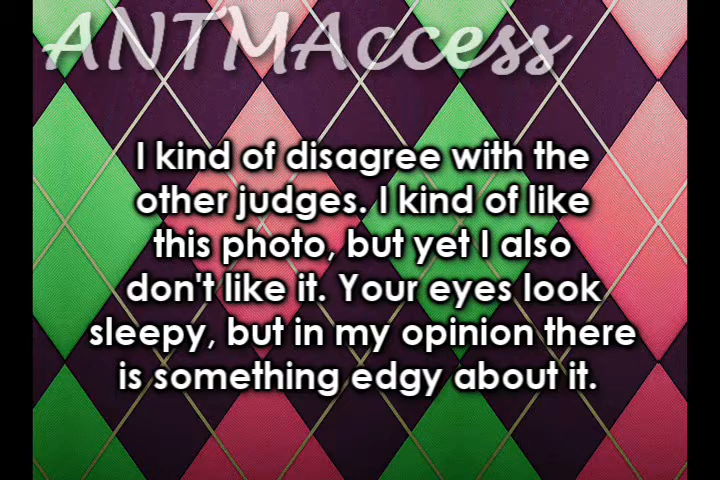 ANTMAccess
I kind of disagree with the
other judges. I kind of like
this photo, but yet I also
don't like it. Your eyes look
sleepy, but in my opinion there
is something edgy about it.